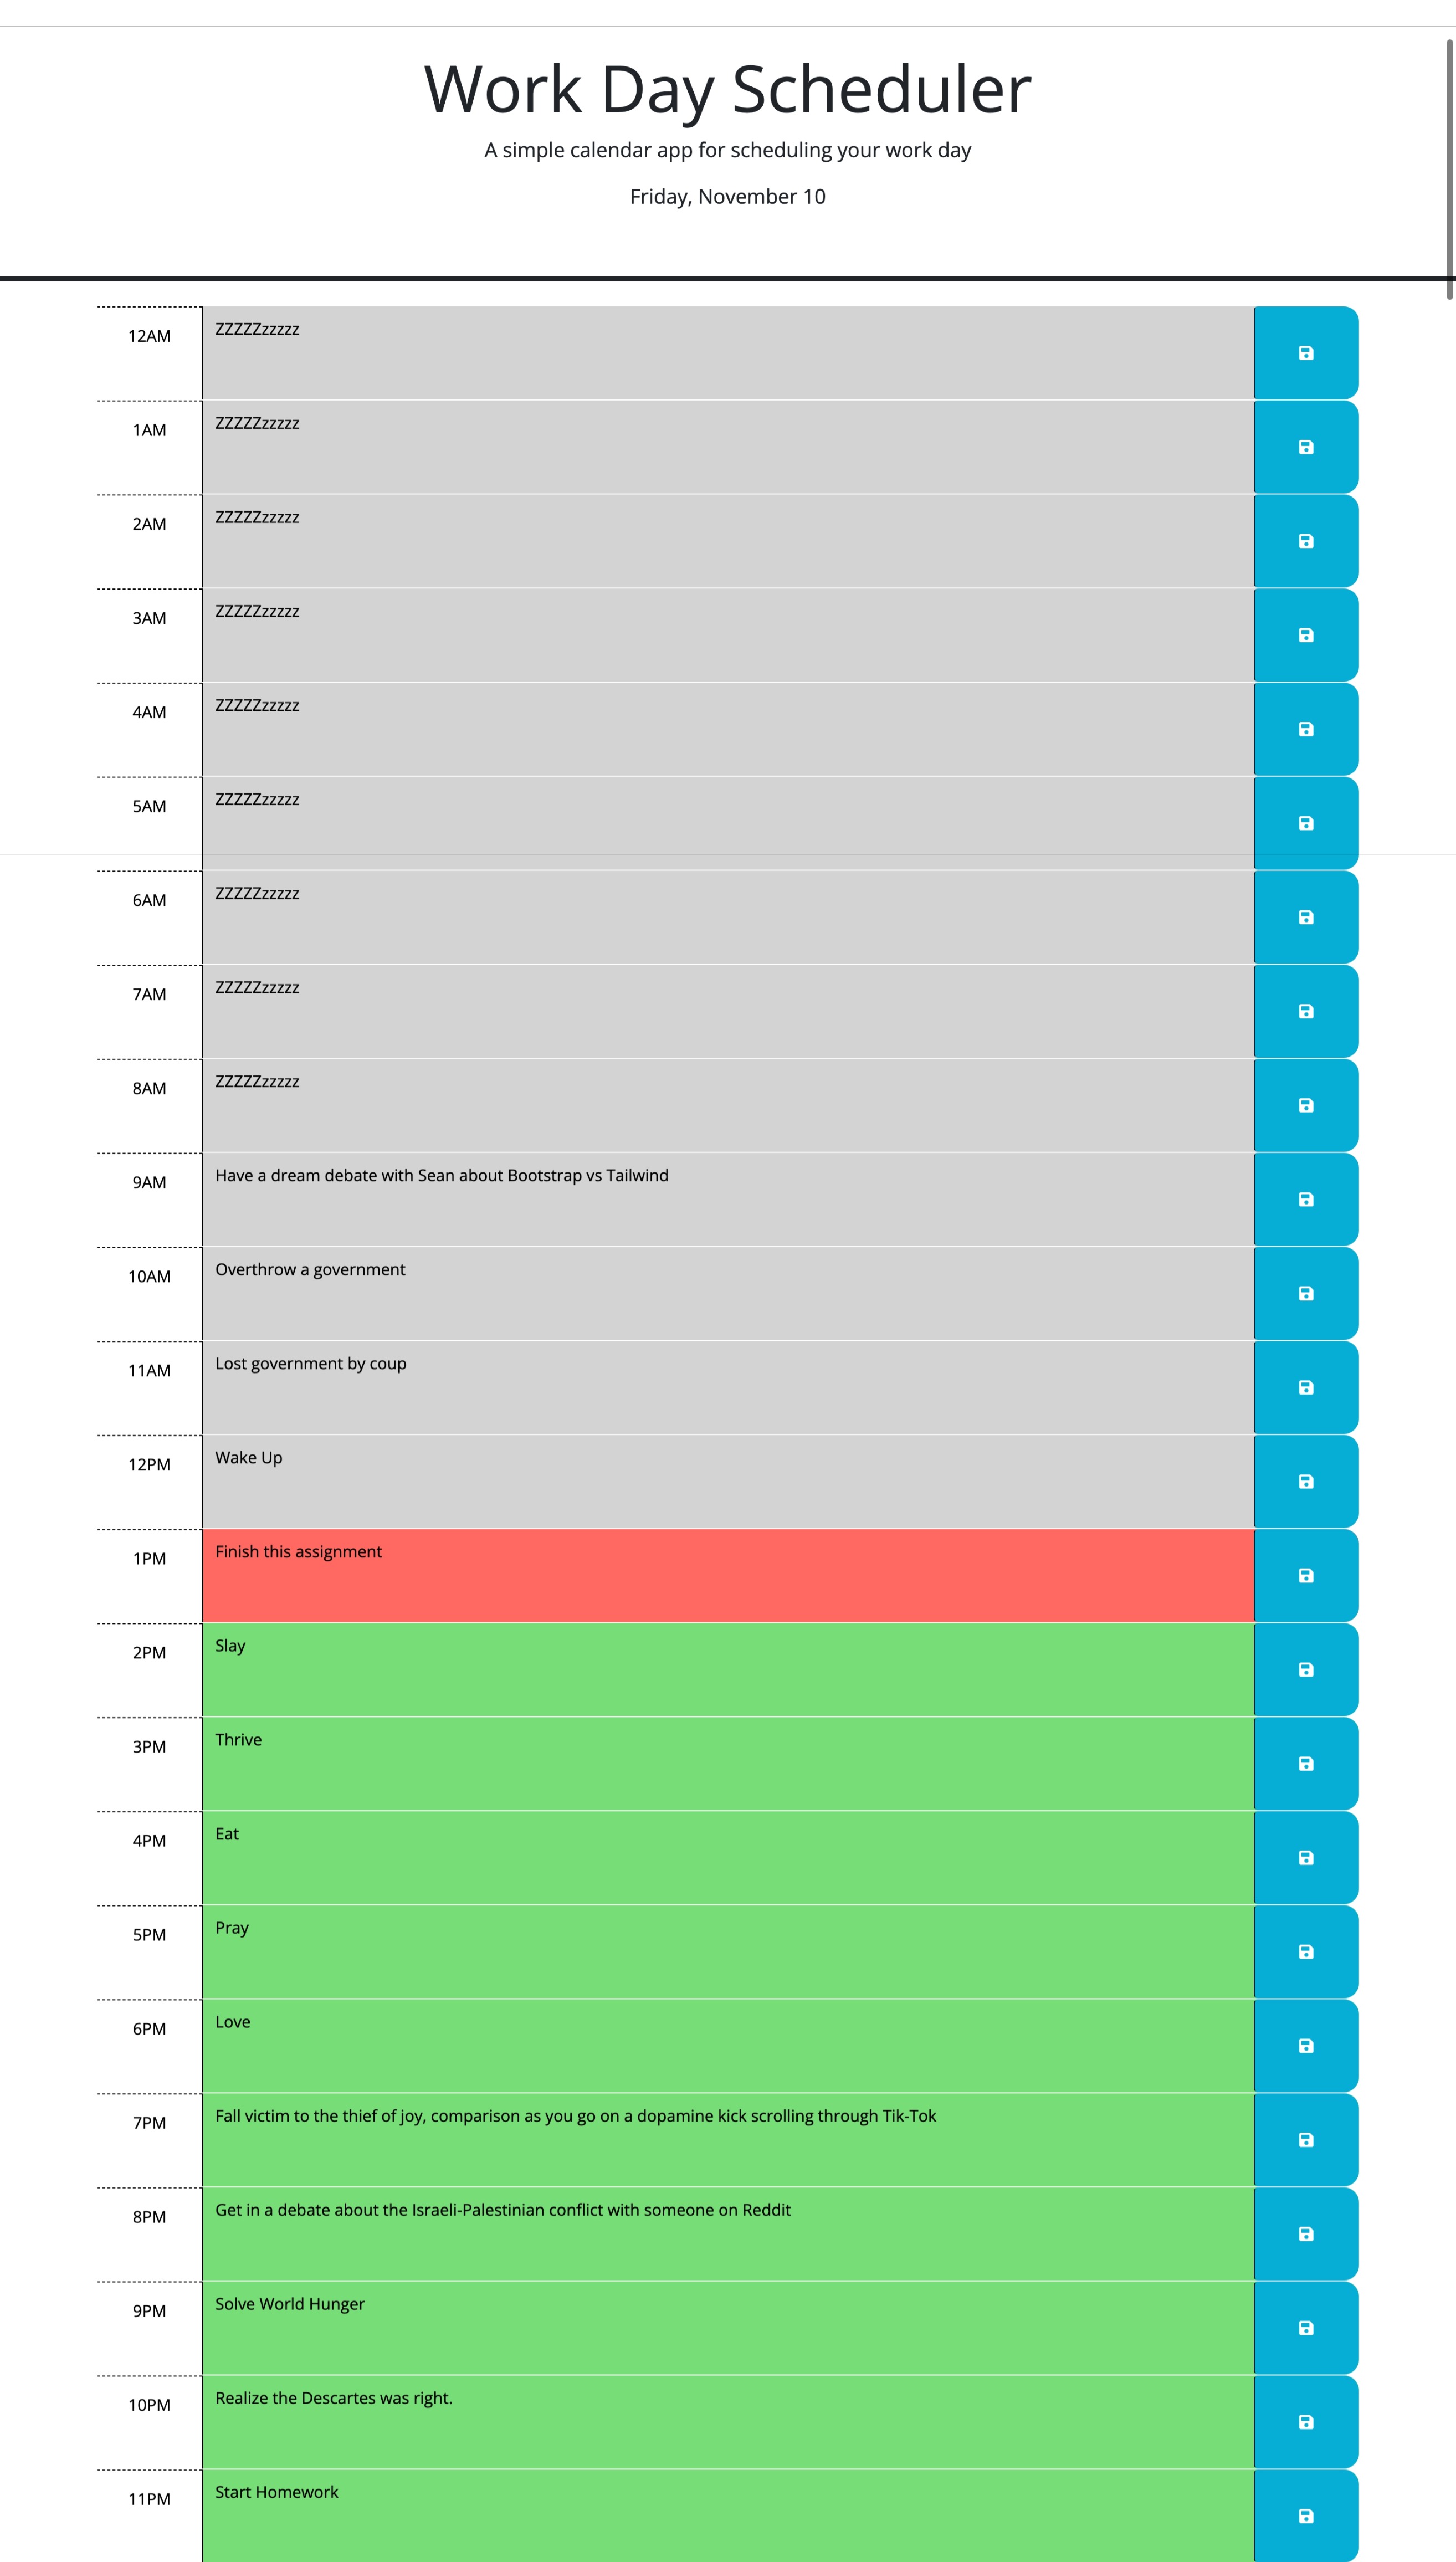 Work Day Scheduler
A simple calendar app for scheduling your work day
Friday, November 10
12AM ZZZZZzzzzz
1AM ZZZZZzzzzz
2AM ZZZZZzzzzz
3AM ZZZZZzzzzz
4AM ZZZZZzzzzz
5AM ZZZZZzzzzz
6AM ZZZZZzzzzz
7AM ZZZZZzzzzz
8AM ZZZZZzzzzz
9AM Have a dream debate with Sean about Bootstrap vs Tailwind
10AM Overthrow a government
11AM Lost government by coup
12PM Wake Up
1PM Finish this assignment
2PM Slay
3PM Thrive
4PM Eat
5PM Pray
6PM Love
7PM Fall victim to the thief of joy, comparison as you go on a dopamine kick scrolling through Tik-Tok
8PM Get in a debate about the Israeli-Palestinian conflict with someone on Reddit
9PM Solve World Hunger
10PM Realize the Descartes was right.
11PM Start Homework